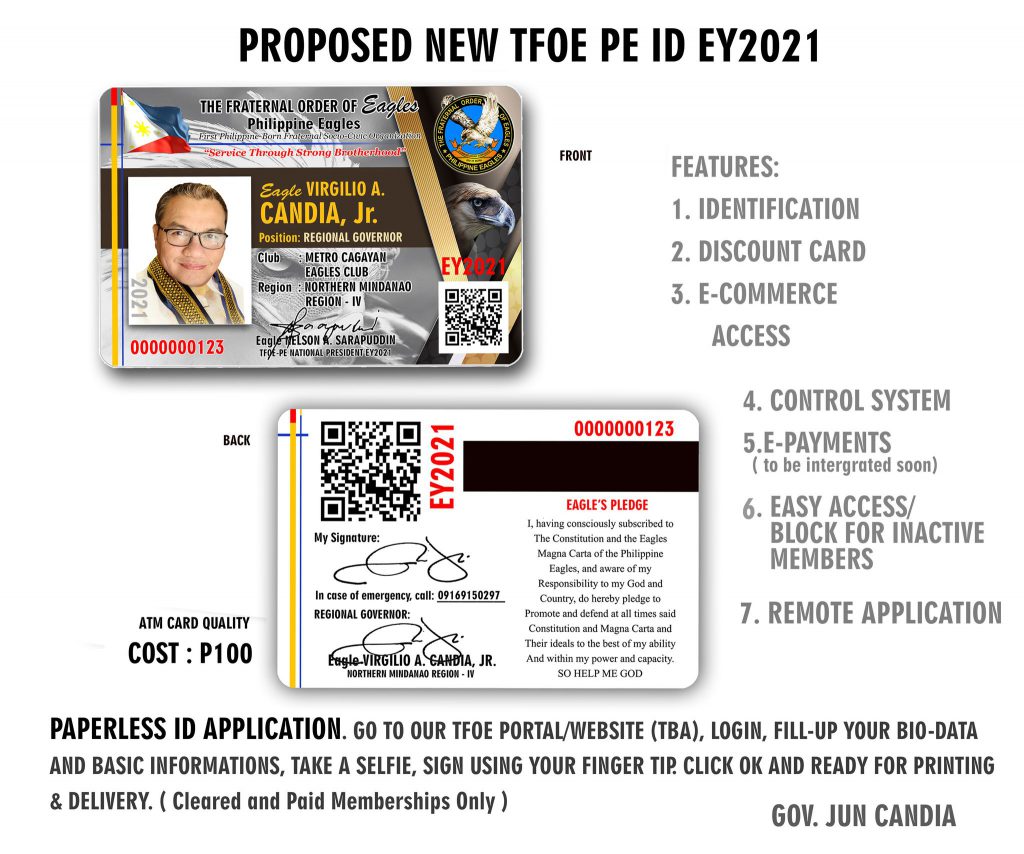 PROPOSED NEW TFOE PE ID EY2021
THE FRATERNAL ORDER OF Eagles
Philippine Eagles
First Philippine-Born Fraternal Socio-Civic Organization
"Service Through Strong Brotherhood"
THE FRATERNAL ORDER OF EAGLES
PHILIPPINE EAGLES
Eagle VIRGILIO A.
CANDIA, Jr.
Position: REGIONAL GOVERNOR
Club : METRO CAGAYAN
EAGLES CLUB
Region : NORTHERN MINDANAO
REGION - IV
EY2021
2021
Eagle NELSON A. SARAPUDDIN
TFOE-PE NATIONAL PRESIDENT EY2021
0000000123
FRONT
FEATURES:
1. IDENTIFICATION
2. DISCOUNT CARD
3. E-COMMERCE
ACCESS
4. CONTROL SYSTEM
5.E-PAYMENTS
( to be intergrated soon)
6. EASY ACCESS/
BLOCK FOR INACTIVE
MEMBERS
7. REMOTE APPLICATION
BACK
EY2021
0000000123
My Signature:
In case of emergency, call: 09169150297
REGIONAL GOVERNOR:
Eagle VIRGILIO A. CANDIA, JR.
NORTHERN MINDANAO REGION - IV
EAGLE'S PLEDGE
I, having consciously subscribed to
The Constitution and the Eagles
Magna Carta of the Philippine
Eagles, and aware of my
Responsibility to my God and
Country, do hereby pledge to
Promote and defend at all times said
Constitution and Magna Carta and
Their ideals to the best of my ability
And within my power and capacity.
SO HELP ME GOD
ATM CARD QUALITY
COST : P100
PAPERLESS ID APPLICATION. GO TO OUR TFOE PORTAL/WEBSITE (TBA), LOGIN, FILL-UP YOUR BIO-DATA
AND BASIC INFORMATIONS, TAKE A SELFIE, SIGN USING YOUR FINGER TIP. CLICK OK AND READY FOR PRINTING
& DELIVERY. ( Cleared and Paid Memberships Only )
GOV. JUN CANDIA